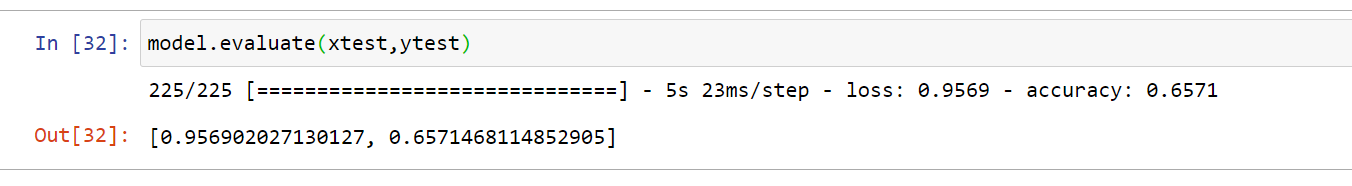 In [32]: model.evaluate(xtest,ytest)
225/225 [==============================] - 5s 23ms/step - loss: 0.9569 - accuracy: 0.6571
Out[32]: [0.956902027130127, 0.6571468114852905]